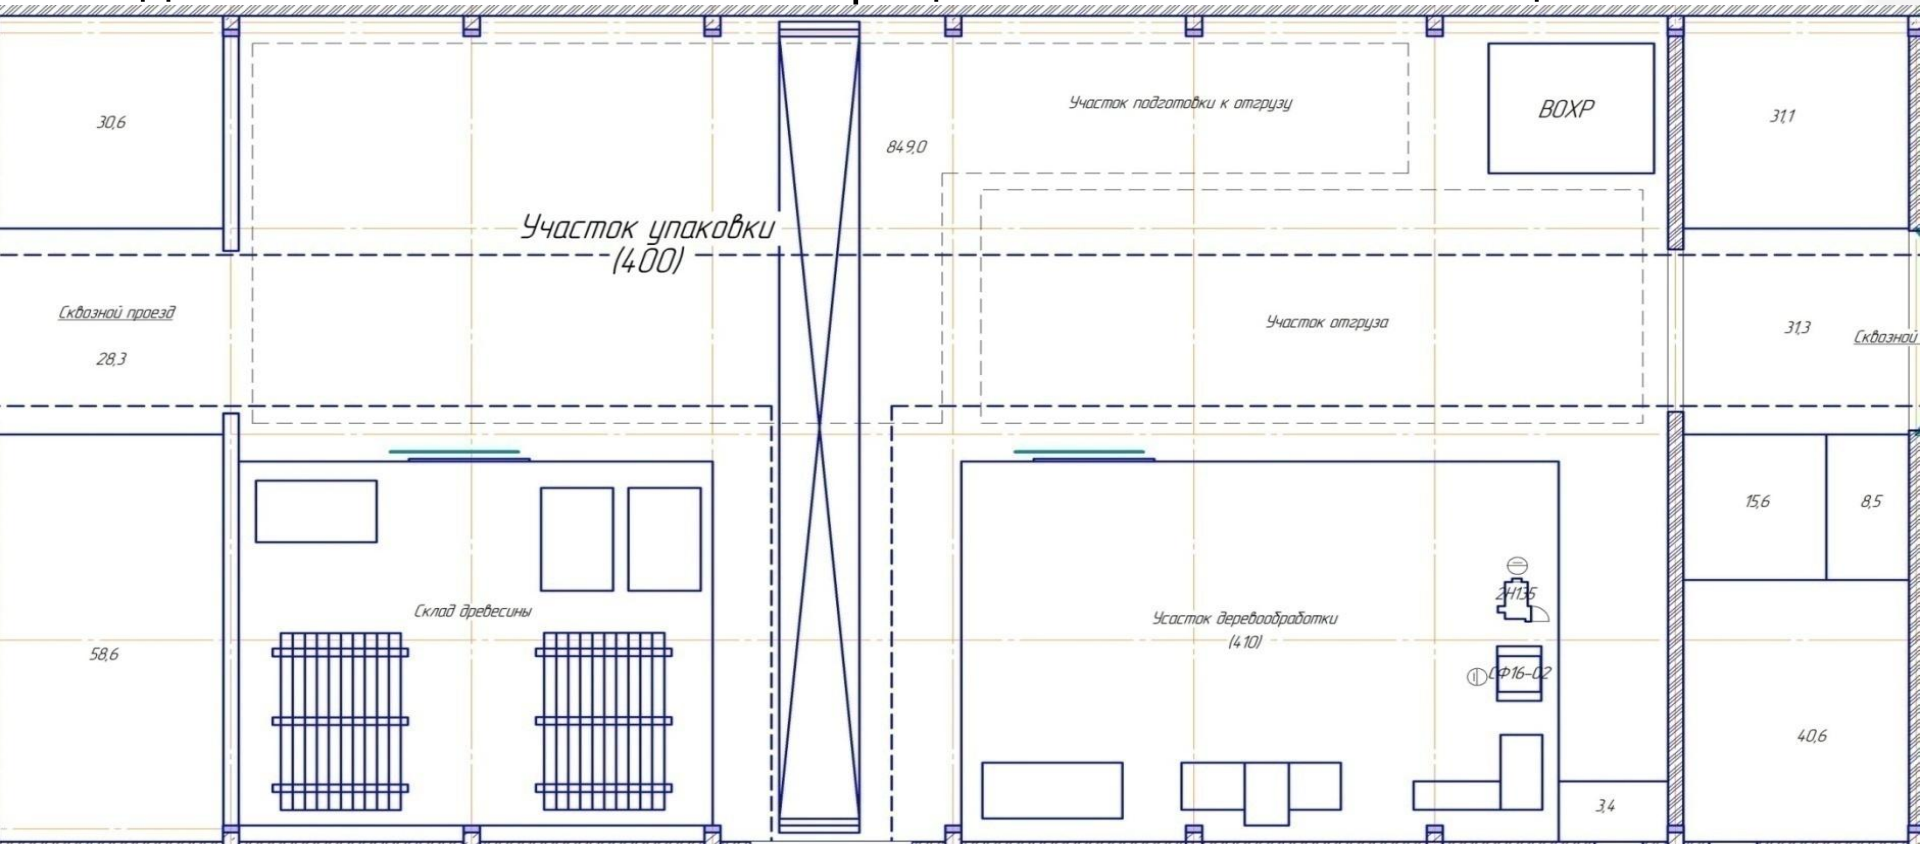 30,6
Участок подготовки к отгрузу
ВОХР
31,1
849,0
Участок упаковки
(400)
Сквозной проезд
28,3
Участок отгруза
31,3
Сквозной
15,6
8,5
2Н135
Склад древесины
Усасток деревообработки
(410)
58,6
СФ16-02
40,6
3,4